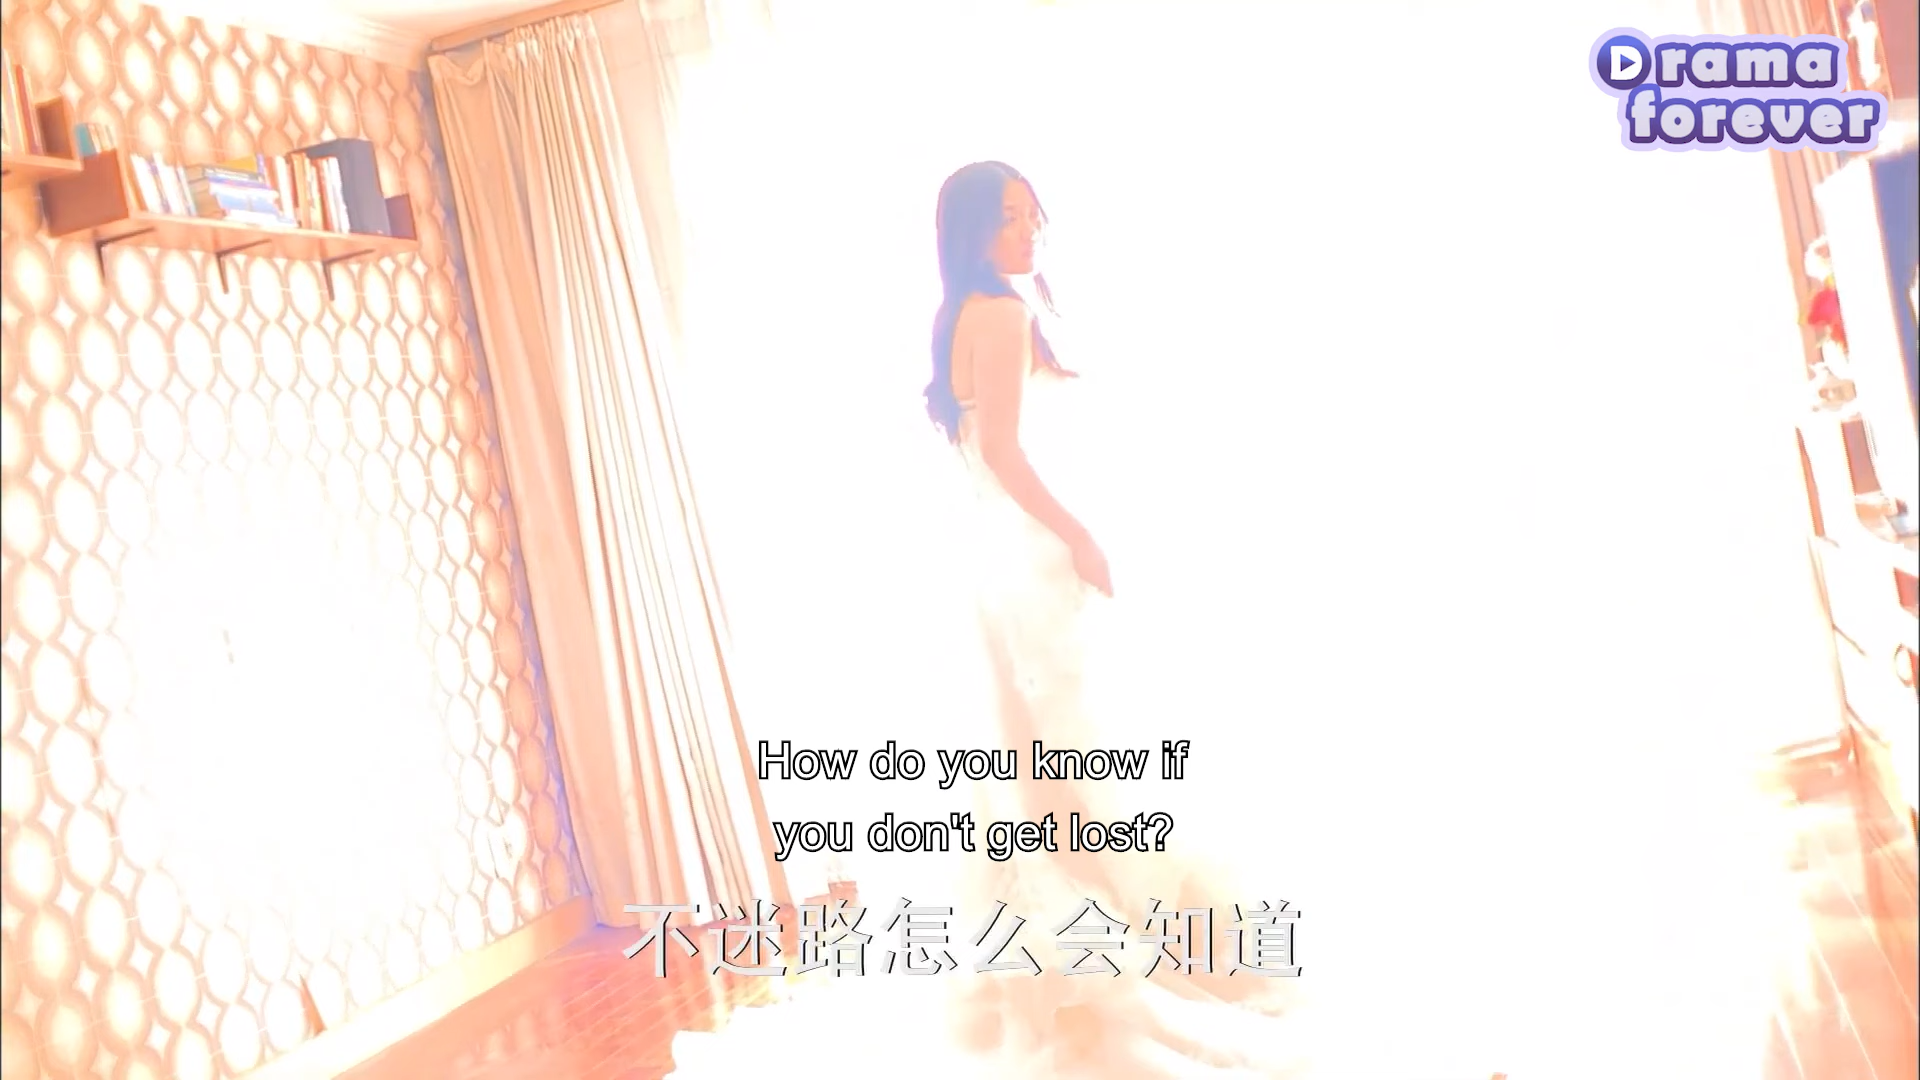 Drama
forever
How do you know if
you don't get lost?
不迷路怎么会知道